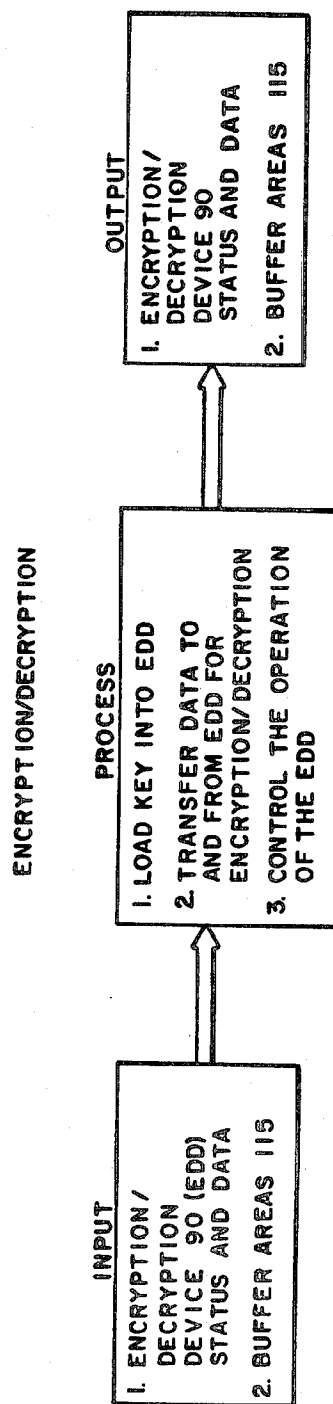 ENCRYPTION/DECRYPTION
INPUT
1. ENCRYPTION/
DECRYPTION
DEVICE 90 (EDD)
STATUS AND DATA
2. BUFFER AREAS 115
PROCESS
1. LOAD KEY INTO EDD
2. TRANSFER DATA TO
AND FROM EDD FOR
ENCRYPTION/DECRYPTION
3. CONTROL THE OPERATION
OF THE EDD
OUTPUT
1. ENCRYPTION/
DECRYPTION
DEVICE 90
STATUS AND DATA
2. BUFFER AREAS 115